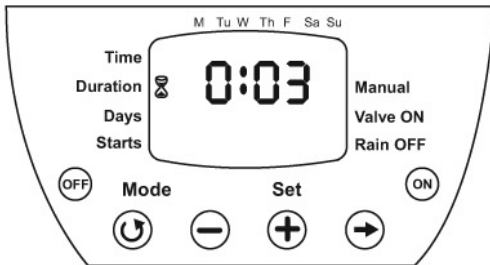 M Tu W Th F Sa Su
Time
Duration
Days
Starts
0:03
Manual
Valve ON
Rain OFF
OFF
Mode
Set
ON